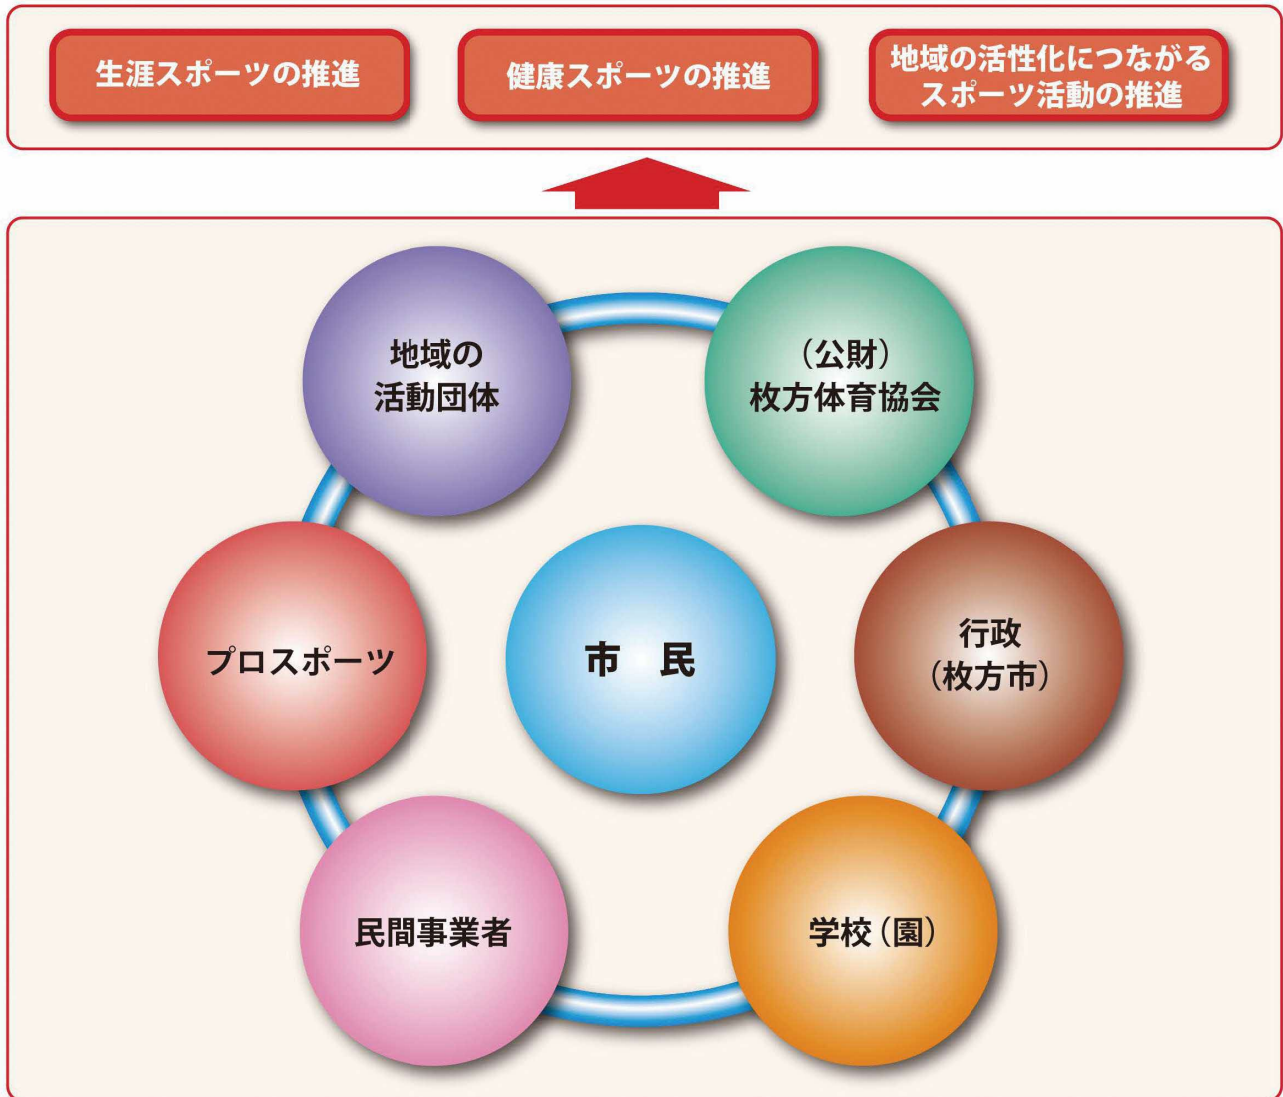 生涯スポーツの推進
健康スポーツの推進
地域の活性化につながる
スポーツ活動の推進
地域の
活動団体
（公財）
枚方体育協会
プロスポーツ
市　民
行政
（枚方市）
民間事業者
学校（園）